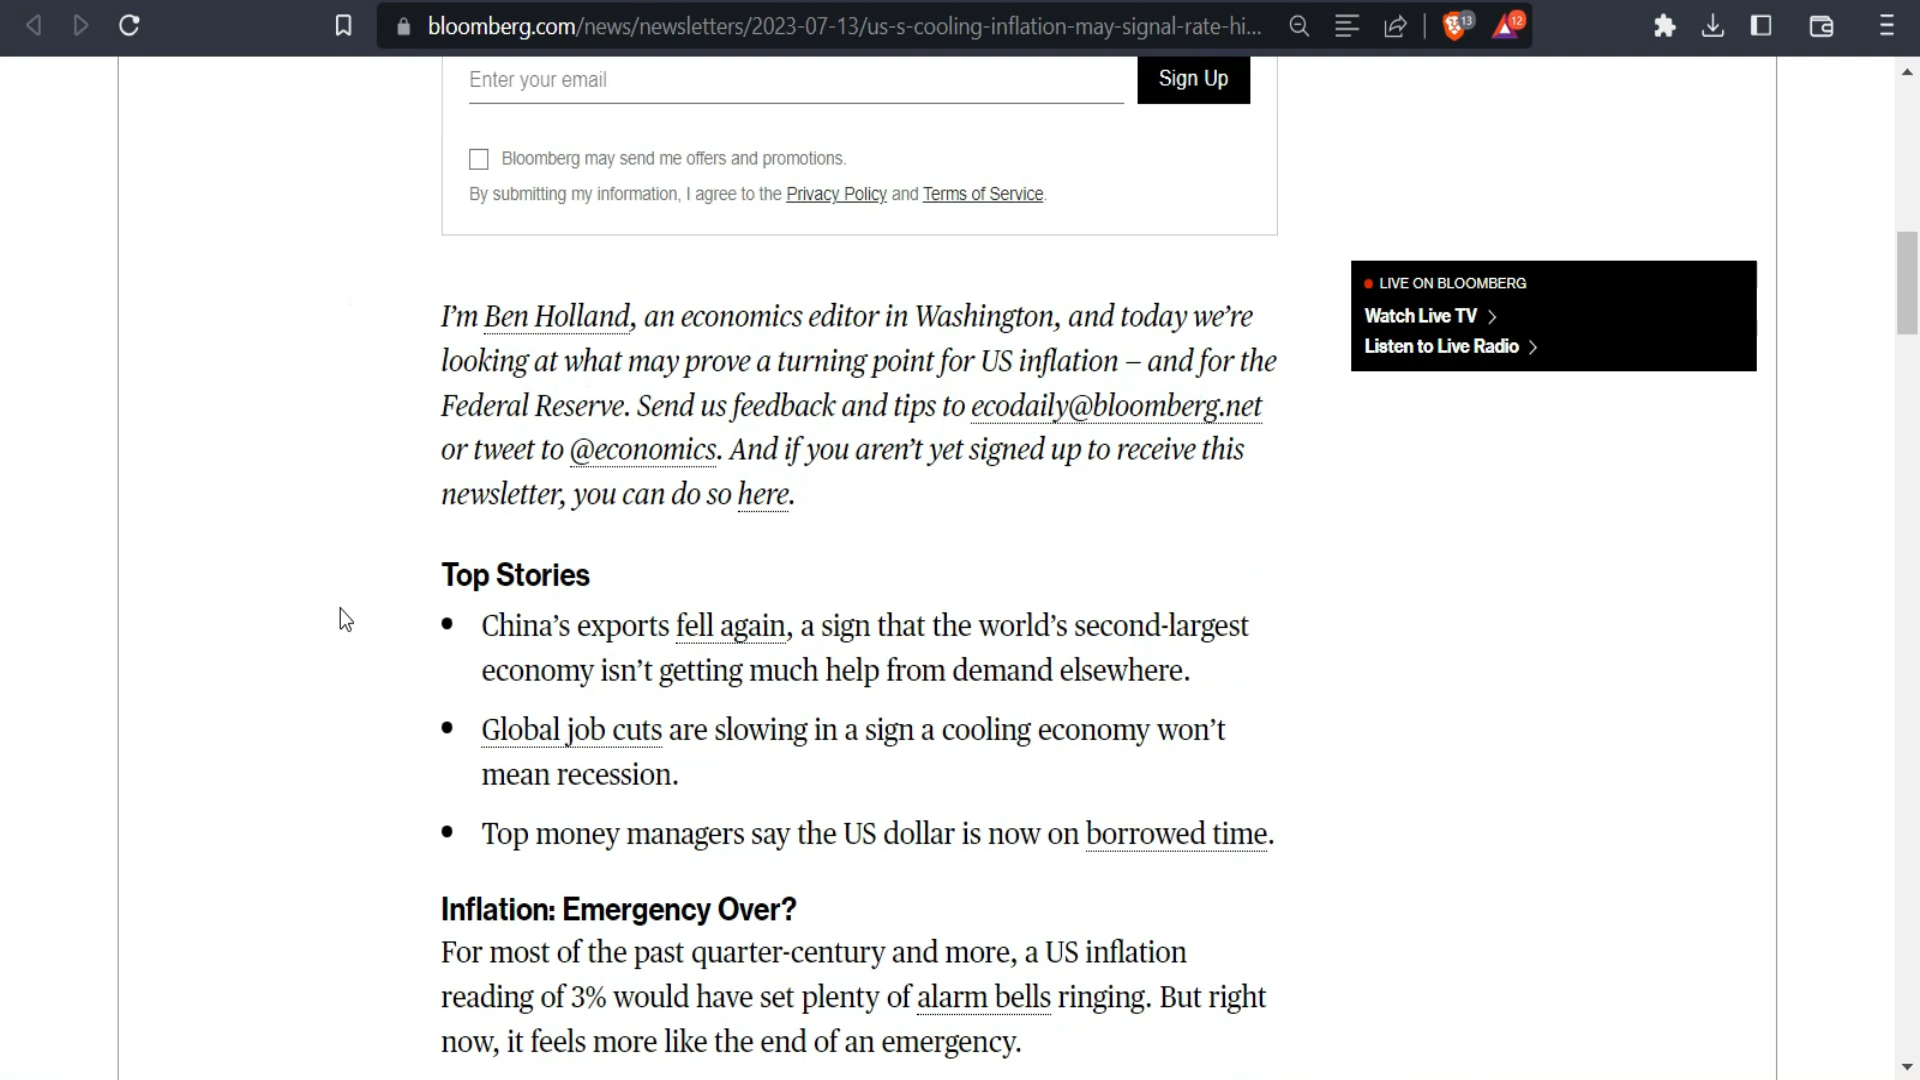 bloomberg.com/news/newsletters/2023-07-13/us-s-cooling-inflation-may-signal-rate-hi...
13
12
Enter your email
Sign Up
Bloomberg may send me offers and promotions.
By submitting my information, I agree to the Privacy Policy and Terms of Service.
I’m Ben Holland, an economics editor in Washington, and today we’re
looking at what may prove a turning point for US inflation – and for the
Federal Reserve. Send us feedback and tips to ecodaily@bloomberg.net
or tweet to @economics. And if you aren’t yet signed up to receive this
newsletter, you can do so here.
LIVE ON BLOOMBERG
Watch Live TV
Listen to Live Radio
Top Stories
• China’s exports fell again, a sign that the world’s second-largest
economy isn’t getting much help from demand elsewhere.
• Global job cuts are slowing in a sign a cooling economy won’t
mean recession.
• Top money managers say the US dollar is now on borrowed time.
Inflation: Emergency Over?
For most of the past quarter-century and more, a US inflation
reading of 3% would have set plenty of alarm bells ringing. But right
now, it feels more like the end of an emergency.